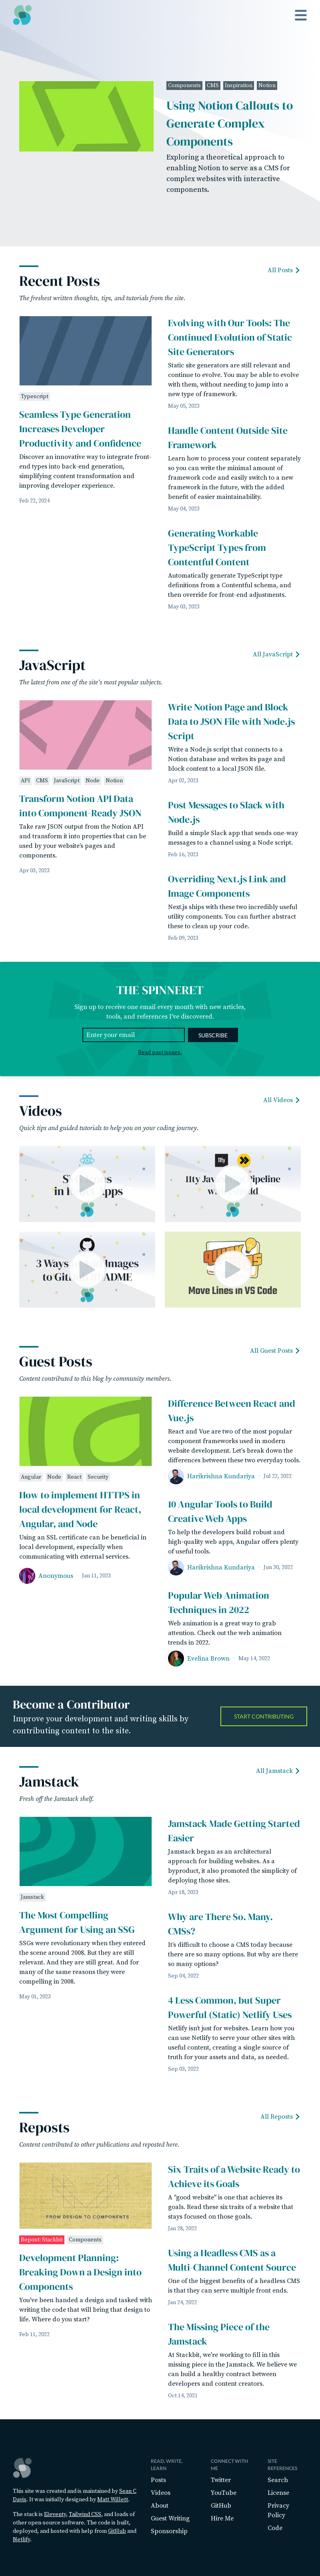 Components CMS Inspiration Notion
Using Notion Callouts to
Generate Complex
Components
Exploring a theoretical approach to
enabling Notion to serve as a CMS for
complex websites with interactive
components.
All Posts
Recent Posts
The freshest written thoughts, tips, and tutorials from the site.
Typescript
Seamless Type Generation
Increases Developer
Productivity and Confidence
Discover an innovative way to integrate front-
end types into back-end generation,
simplifying content transformation and
improving developer experience.
Feb 22, 2024
Evolving with Our Tools: The
Continued Evolution of Static
Site Generators
Static site generators are still relevant and
continue to evolve. You may be able to evolve
with them, without needing to jump into a
new type of framework.
May 05, 2023
Handle Content Outside Site
Framework
Learn how to process your content separately
so you can write the minimal amount of
framework code and easily switch to a new
framework in the future, with the added
benefit of easier maintainability.
May 04, 2023
Generating Workable
TypeScript Types from
Contentful Content
Automatically generate TypeScript type
definitions from a Contentful schema, and
then override for front-end adjustments.
May 03, 2023
All JavaScript
JavaScript
The latest from one of the site's most popular subjects.
API CMS JavaScript Node Notion
Transform Notion API Data
into Component-Ready JSON
Take raw JSON output from the Notion API
and transform it into properties that can be
used by your website's pages and
components.
Apr 03, 2023
Write Notion Page and Block
Data to JSON File with Node.js
Script
Write a Node.js script that connects to a
Notion database and writes its page and
block content to a local JSON file.
Apr 02, 2023
Post Messages to Slack with
Node.js
Build a simple Slack app that sends one-way
messages to a channel using a Node script.
Feb 16, 2023
Overriding Next.js Link and
Image Components
Next.js ships with these two incredibly useful
utility components. You can further abstract
these to clean up your code.
Feb 09, 2023
THE SPINNERET
Sign up to receive one email every month with new articles,
tools, and references I've discovered.
Enter your email
SUBSCRIBE
Read past issues.
All Videos
Videos
Quick tips and guided tutorials to help you on your coding journey.
11ty
Move Lines in VS Code
All Guest Posts
Guest Posts
Content contributed to this blog by community members.
Angular Node React Security
How to implement HTTPS in
local development for React,
Angular, and Node
Using an SSL certificate can be beneficial in
local development, especially when
communicating with external services.
Anonymous · Jan 11, 2023
Difference Between React and
Vue.js
React and Vue are two of the most popular
component frameworks used in modern
website development. Let's break down the
differences between these two everyday tools.
Harikrishna Kundariya · Jul 22, 2022
10 Angular Tools to Build
Creative Web Apps
To help the developers build robust and
high-quality web apps, Angular offers plenty
of useful tools.
Harikrishna Kundariya · Jun 30, 2022
Popular Web Animation
Techniques in 2022
Web animation is a great way to grab
attention. Check out the web animation
trends in 2022.
Evelina Brown · May 14, 2022
Become a Contributor
Improve your development and writing skills by
contributing content to the site.
START CONTRIBUTING
All Jamstack
Jamstack
Fresh off the Jamstack shelf.
Jamstack
The Most Compelling
Argument for Using an SSG
SSGs were revolutionary when they entered
the scene around 2008. But they are still
relevant. And they are still great. And for
many of the same reasons they were
compelling in 2008.
May 01, 2023
Jamstack Made Getting Started
Easier
Jamstack began as an architectural
approach for building websites. As a
byproduct, it also promoted the simplicity of
deploying those sites.
Apr 18, 2023
Why are There So. Many.
CMSs?
It's difficult to choose a CMS today because
there are so many options. But why are there
so many options?
Sep 04, 2022
4 Less Common, but Super
Powerful (Static) Netlify Uses
Netlify isn't just for websites. Learn how you
can use Netlify to serve your other sites with
useful content, creating a single source of
truth for your assets and data, as needed.
Sep 03, 2022
All Reposts
Reposts
Content contributed to other publications and reposted here.
FROM DESIGN TO COMPONENTS
Repost: Stackbit Components
Development Planning:
Breaking Down a Design into
Components
You've been handed a design and tasked with
writing the code that will bring that design to
life. Where do you start?
Feb 11, 2022
Six Traits of a Website Ready to
Achieve its Goals
A "good website" is one that achieves its
goals. Read these six traits of a website that
stays focused on those goals.
Jan 28, 2022
Using a Headless CMS as a
Multi-Channel Content Source
One of the biggest benefits of a headless CMS
is that they can serve multiple front ends.
Jan 24, 2022
The Missing Piece of the
Jamstack
At Stackbit, we're working to fill in this
missing piece in the Jamstack. We believe we
can build a healthy contract between
developers and content creators.
Oct 14, 2021
This site was created and is maintained by Sean C
Davis. It was initially designed by Matt Willett.
The stack is Eleventy, Tailwind CSS, and loads of
other open-source software. The code is built,
deployed, and hosted with help from GitHub and
Netlify.
READ, WRITE,
LEARN
Posts
Videos
About
Guest Writing
Sponsorship
CONNECT WITH
ME
Twitter
YouTube
GitHub
Hire Me
SITE
REFERENCES
Search
License
Privacy
Policy
Code